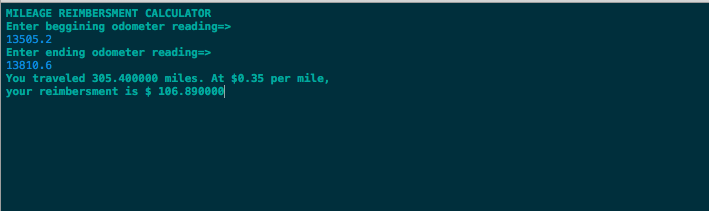 MILEAGE REIMBERSMENT CALCULATOR
Enter beggining odometer reading=>
13505.2
Enter ending odometer reading=>
13810.6
You traveled 305.400000 miles. At $0.35 per mile,
your reimbersment is $ 106.890000